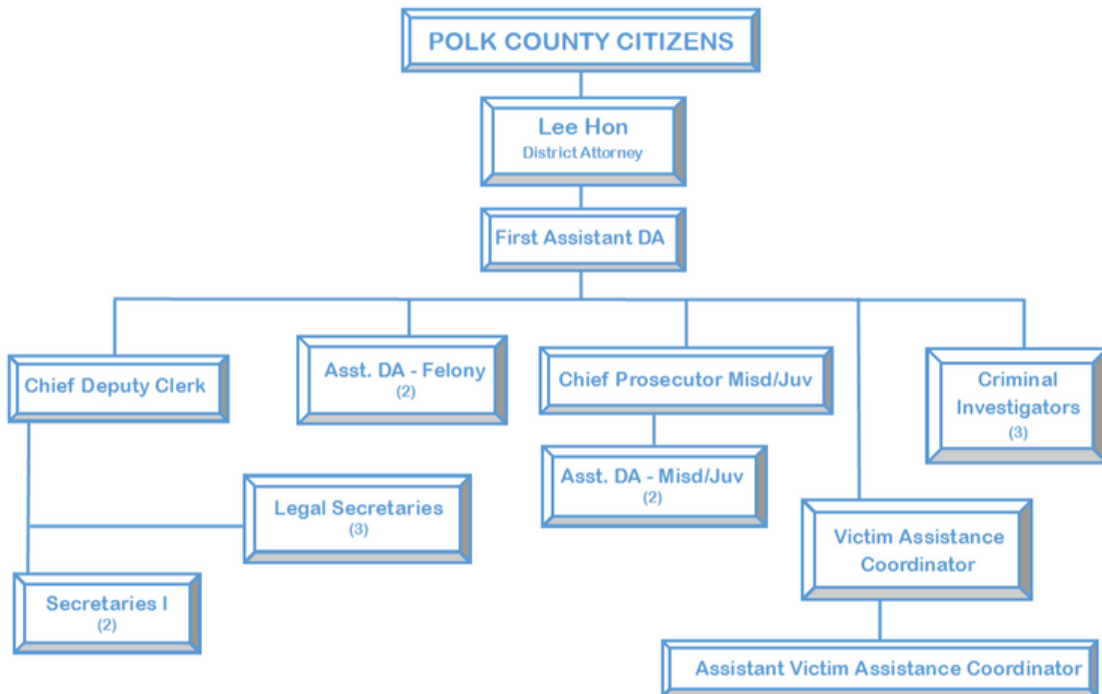 POLK COUNTY CITIZENS
Lee Hon
District Attorney
First Assistant DA
Chief Deputy Clerk
Asst. DA - Felony
(2)
Chief Prosecutor Misd/Juv
Criminal
Investigators
(3)
Asst. DA - Misd/Juv
(2)
Legal Secretaries
(3)
Victim Assistance
Coordinator
Secretaries I
(2)
Assistant Victim Assistance Coordinator